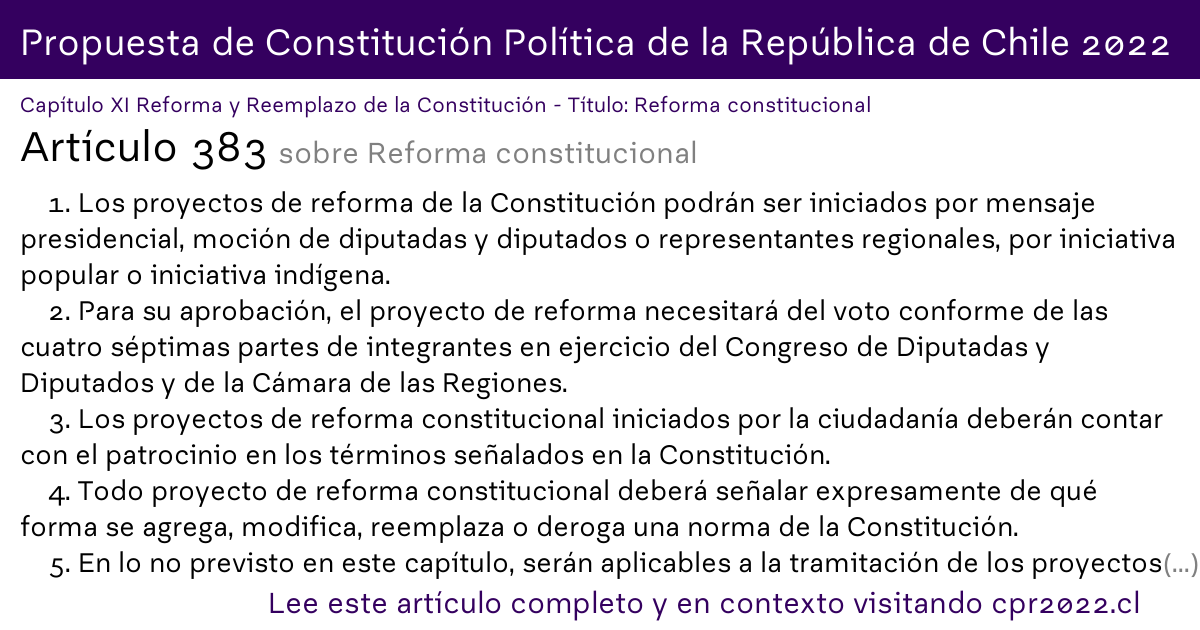 Propuesta de Constitución Política de la República de Chile 2022
Capítulo XI Reforma y Reemplazo de la Constitución - Título: Reforma constitucional
Artículo 383 sobre Reforma constitucional
1. Los proyectos de reforma de la Constitución podrán ser iniciados por mensaje
presidencial, moción de diputadas y diputados o representantes regionales, por iniciativa
popular o iniciativa indígena.
2. Para su aprobación, el proyecto de reforma necesitará del voto conforme de las
cuatro séptimas partes de integrantes en ejercicio del Congreso de Diputadas y
Diputados y de la Cámara de las Regiones.
3. Los proyectos de reforma constitucional iniciados por la ciudadanía deberán contar
con el patrocinio en los términos señalados en la Constitución.
4. Todo proyecto de reforma constitucional deberá señalar expresamente de qué
forma se agrega, modifica, reemplaza o deroga una norma de la Constitución.
5. En lo no previsto en este capítulo, serán aplicables a la tramitación de los proyectos(...)
Lee este artículo completo y en contexto visitando cpr2022.cl